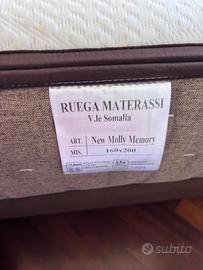 RUEGA MATERASSI
V.le Somalia
ART. New Molly Memory
MIS. 160x200
subito